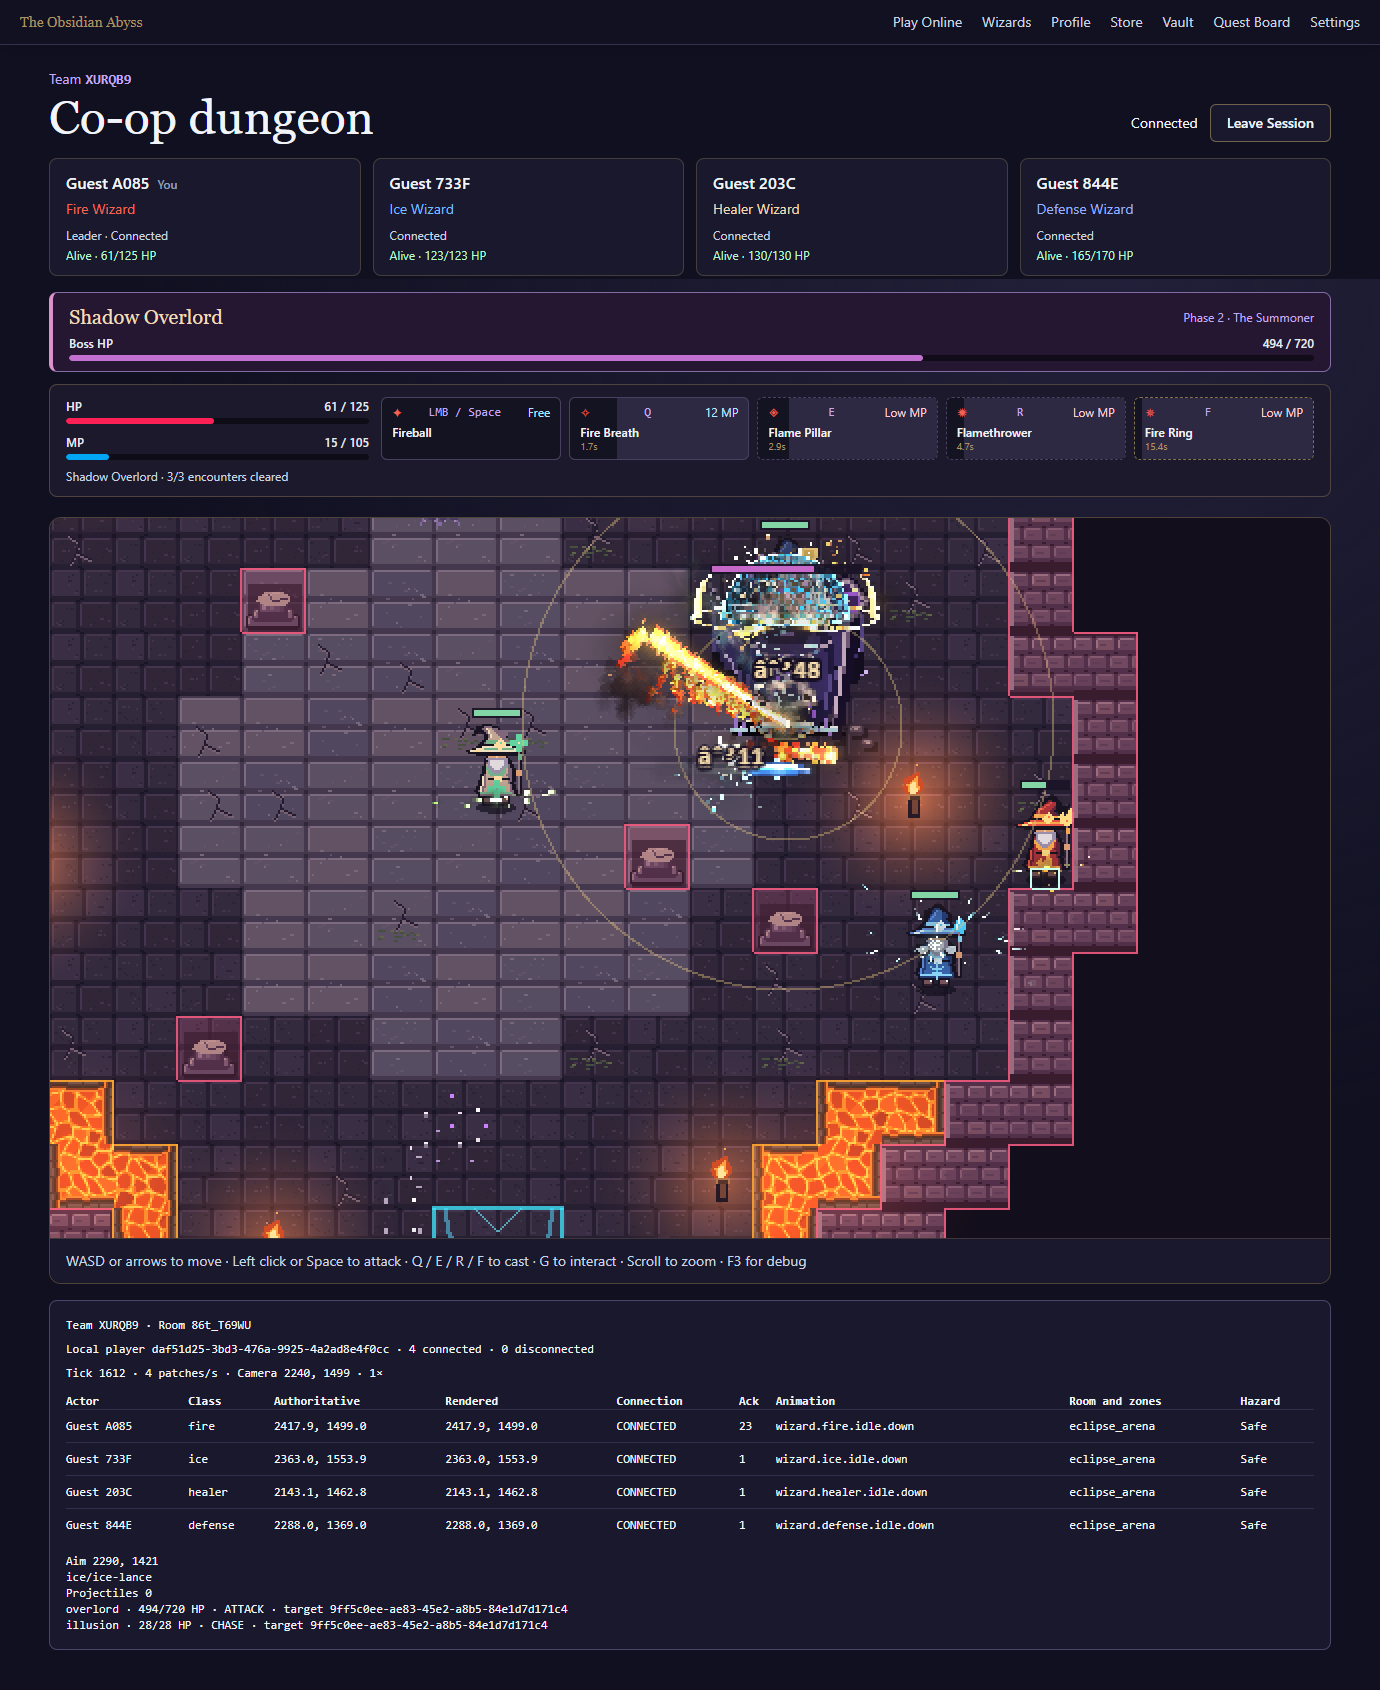 The Obsidian Abyss
Play Online Wizards Profile Store Vault Quest Board Settings
Team XURQB9
Co-op dungeon
Connected Leave Session
Guest A085 You
Fire Wizard
Leader · Connected
Alive · 61/125 HP
Guest 733F
Ice Wizard
Connected
Alive · 123/123 HP
Guest 203C
Healer Wizard
Connected
Alive · 130/130 HP
Guest 844E
Defense Wizard
Connected
Alive · 165/170 HP
Shadow Overlord
Phase 2 · The Summoner
Boss HP 494 / 720
HP 61 / 125
MP 15 / 105
Shadow Overlord · 3/3 encounters cleared
LMB / Space Free
Fireball
Q 12 MP
Fire Breath
1.7s
E Low MP
Flame Pillar
2.9s
R Low MP
Flamethrower
4.7s
F Low MP
Fire Ring
15.4s
48
11
WASD or arrows to move · Left click or Space to attack · Q / E / R / F to cast · G to interact · Scroll to zoom · F3 for debug
Team XURQB9 · Room 86t_T69WU
Local player daf51d25-3bd3-476a-9925-4a2ad8e4f0cc · 4 connected · 0 disconnected
Tick 1612 · 4 patches/s · Camera 2240, 1499 · 1×
Actor Class Authoritative Rendered Connection Ack Animation Room and zones Hazard
Guest A085 fire 2417.9, 1499.0 2417.9, 1499.0 CONNECTED 23 wizard.fire.idle.down eclipse_arena Safe
Guest 733F ice 2363.0, 1553.9 2363.0, 1553.9 CONNECTED 1 wizard.ice.idle.down eclipse_arena Safe
Guest 203C healer 2143.1, 1462.8 2143.1, 1462.8 CONNECTED 1 wizard.healer.idle.down eclipse_arena Safe
Guest 844E defense 2288.0, 1369.0 2288.0, 1369.0 CONNECTED 1 wizard.defense.idle.down eclipse_arena Safe
Aim 2290, 1421
ice/ice-lance
Projectiles 0
overlord · 494/720 HP · ATTACK · target 9ff5c0ee-ae83-45e2-a8b5-84e1d7d171c4
illusion · 28/28 HP · CHASE · target 9ff5c0ee-ae83-45e2-a8b5-84e1d7d171c4